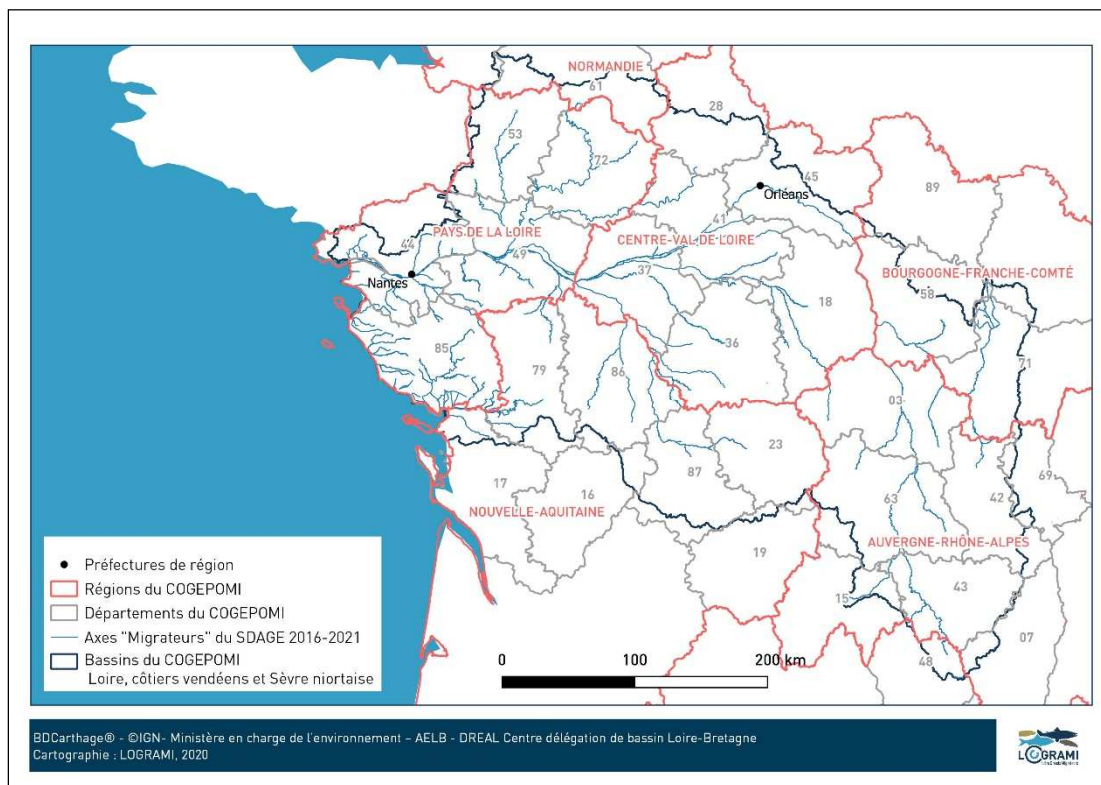 NORMANDIE
61
28
53
72
45
89
Orléans
41
PAYS DE LA LOIRE
44
CENTRE-VAL DE LOIRE
49
37
BOURGOGNE-FRANCHE-COMTÉ
Nantes
58
18
85
36
71
79
86
03
23
87
69
17
16
63
42
NOUVELLE-AQUITAINE
AUVERGNE-RHÔNE-ALPES
19
43
15
07
48
Préfectures de région
Régions du COGEPOMI
Départements du COGEPOMI
Axes "Migrateurs" du SDAGE 2016-2021
Bassins du COGEPOMI
Loire, côtiers vendéens et Sèvre niortaise
0 100 200 km
BDCarthage® - ©IGN- Ministère en charge de l'environnement – AELB - DREAL Centre délégation de bassin Loire-Bretagne
Cartographie : LOGRAMI, 2020
LOGRAMI